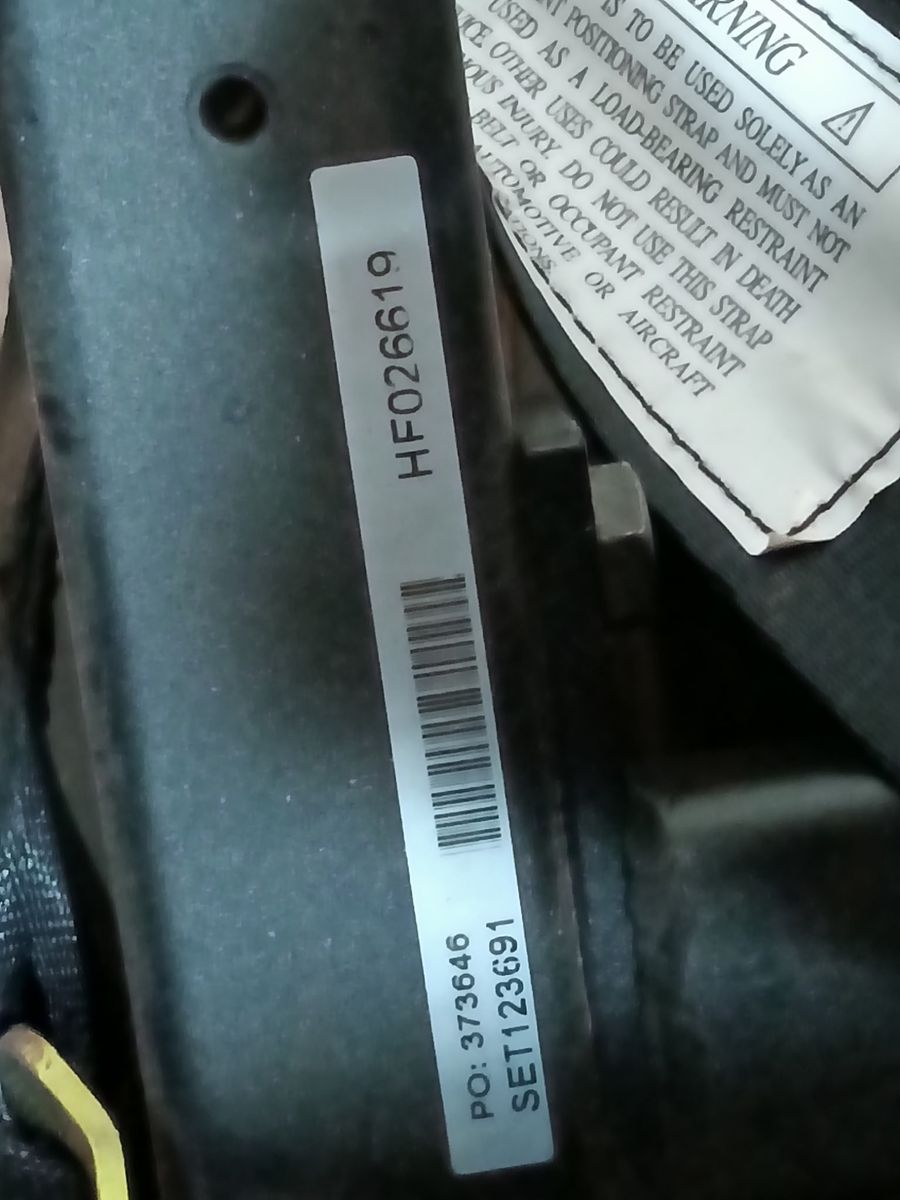 HF026619
PO: 373646
SET123691
RNING
IS TO BE USED SOLELY AS AN
POSITIONING STRAP AND MUST NOT
USED AS A LOAD-BEARING RESTRAINT
OTHER USES COULD RESULT IN DEATH
INJURY. DO NOT USE THIS STRAP
BELT OR OCCUPANT RESTRAINT
AUTOMOTIVE OR AIRCRAFT